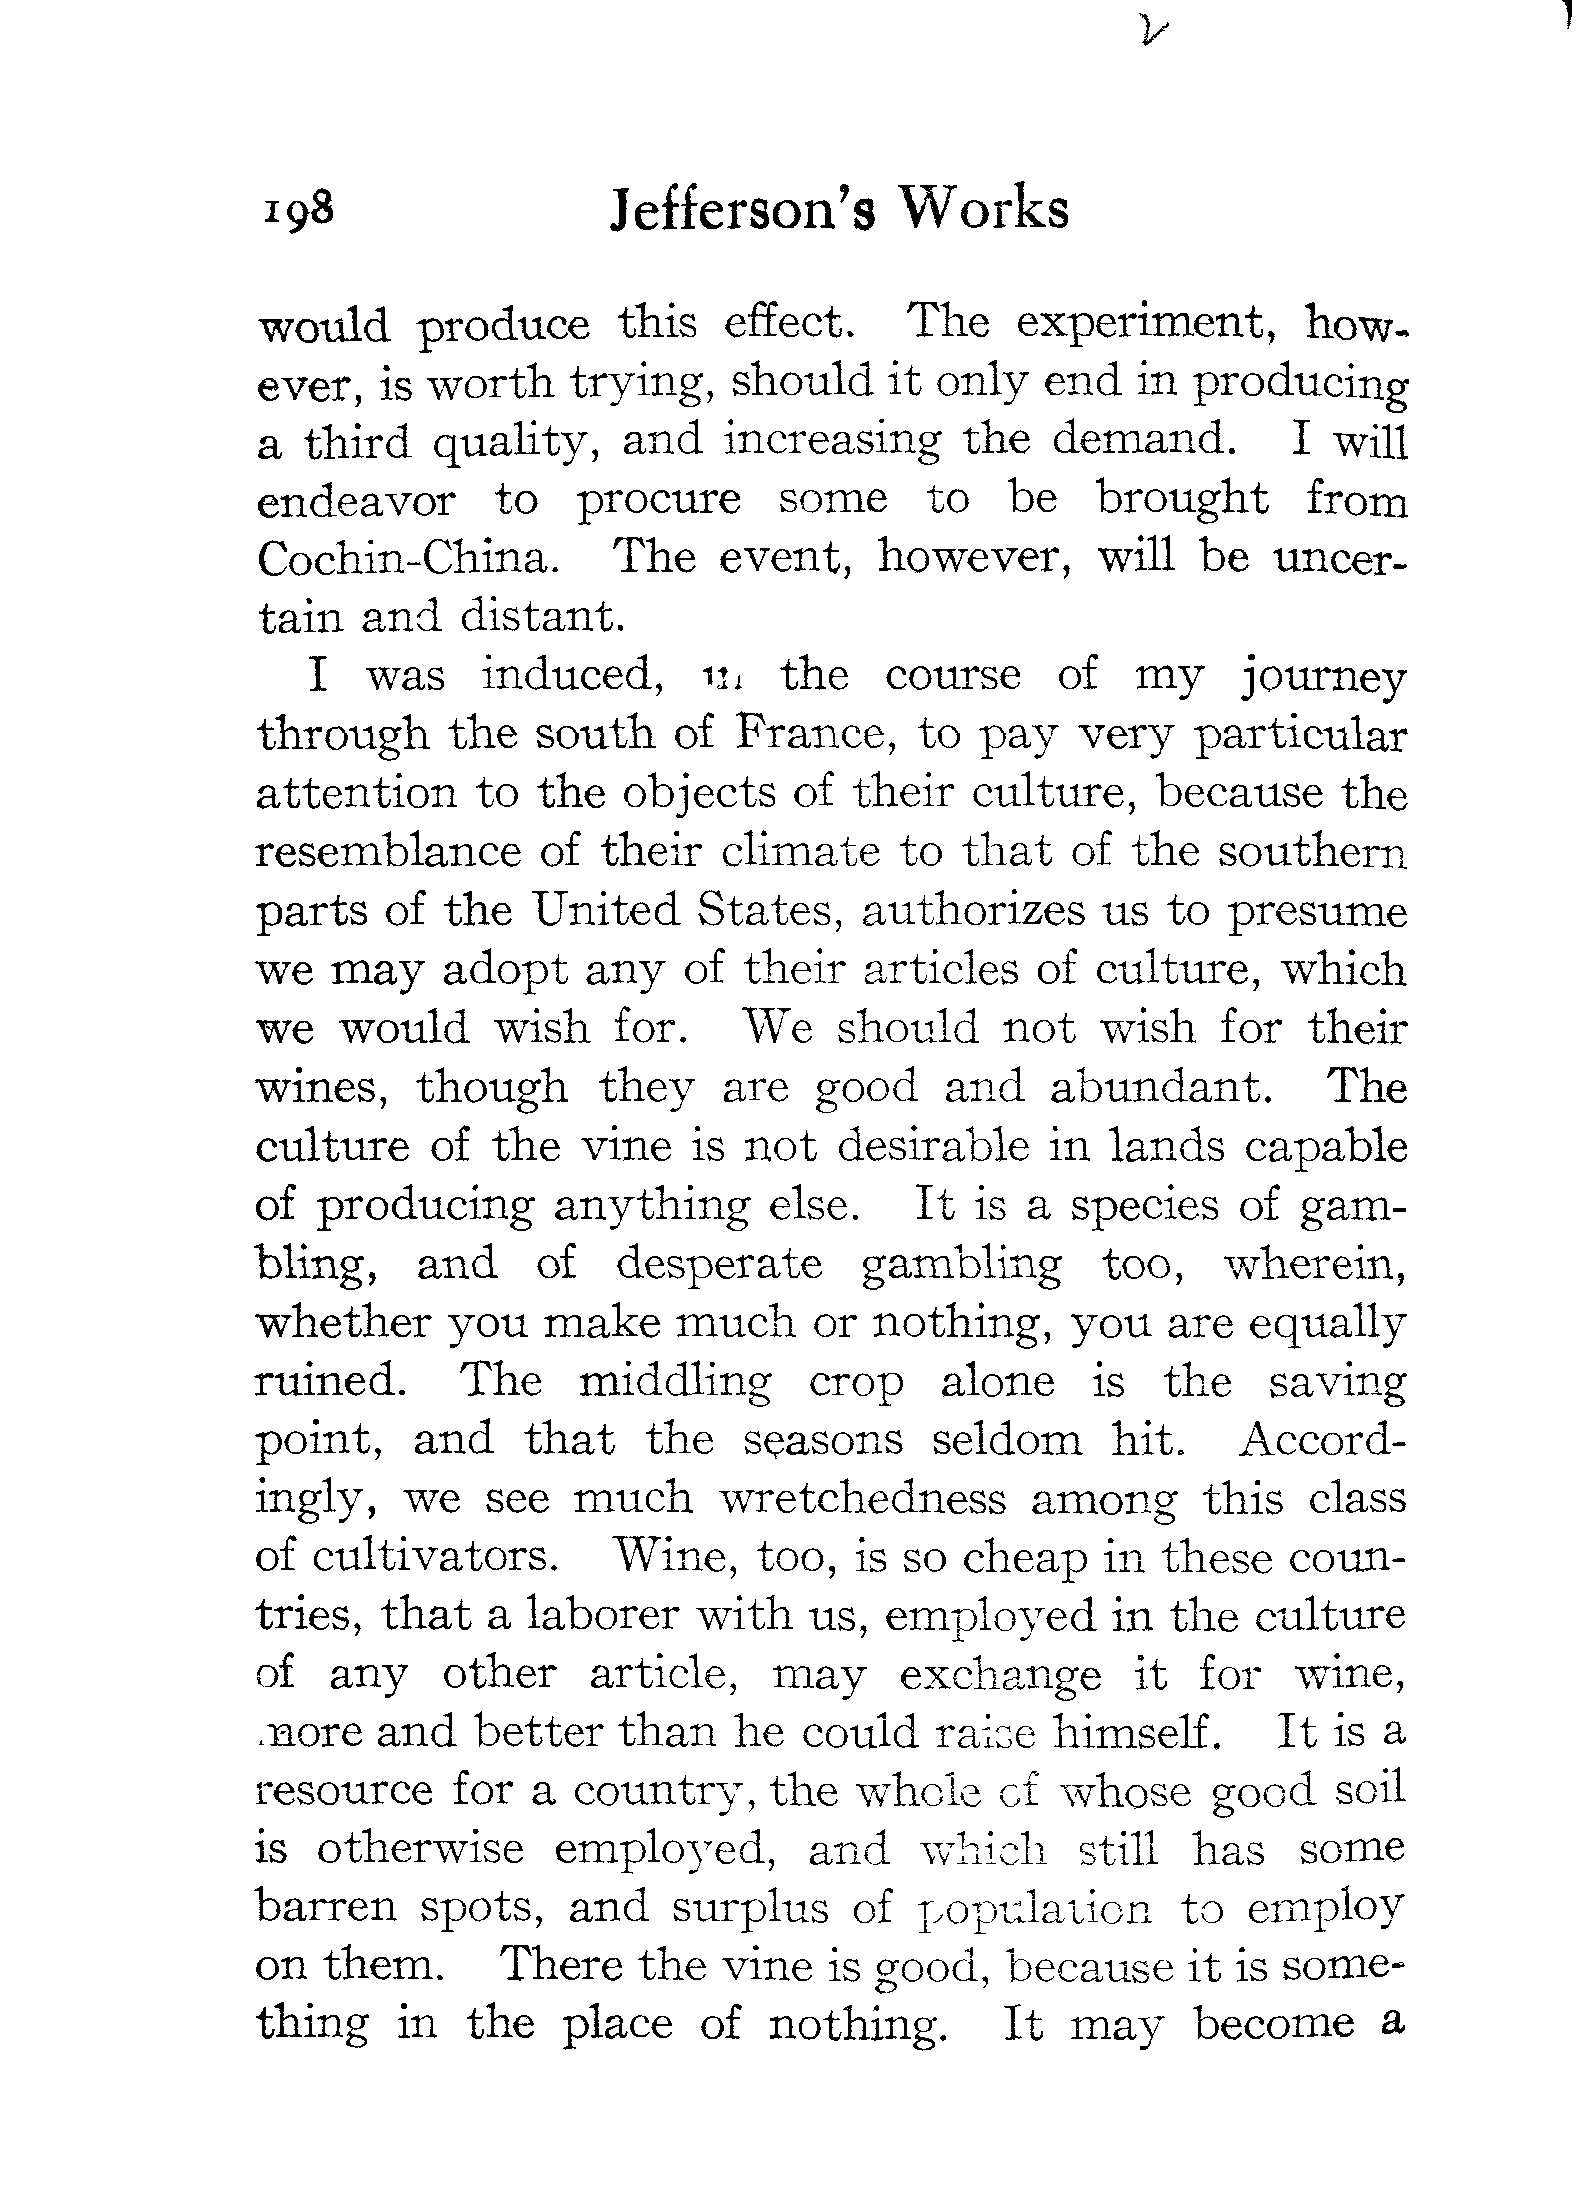 198 Jefferson's Works
would produce this effect. The experiment, how-
ever, is worth trying, should it only end in producing
a third quality, and increasing the demand. I will
endeavor to procure some to be brought from
Cochin-China. The event, however, will be uncer-
tain and distant.
I was induced, in the course of my journey
through the south of France, to pay very particular
attention to the objects of their culture, because the
resemblance of their climate to that of the southern
parts of the United States, authorizes us to presume
we may adopt any of their articles of culture, which
we would wish for. We should not wish for their
wines, though they are good and abundant. The
culture of the vine is not desirable in lands capable
of producing anything else. It is a species of gam-
bling, and of desperate gambling too, wherein,
whether you make much or nothing, you are equally
ruined. The middling crop alone is the saving
point, and that the seasons seldom hit. Accord-
ingly, we see much wretchedness among this class
of cultivators. Wine, too, is so cheap in these coun-
tries, that a laborer with us, employed in the culture
of any other article, may exchange it for wine,
more and better than he could raise himself. It is a
resource for a country, the whole of whose good soil
is otherwise employed, and which still has some
barren spots, and surplus of population to employ
on them. There the vine is good, because it is some-
thing in the place of nothing. It may become a